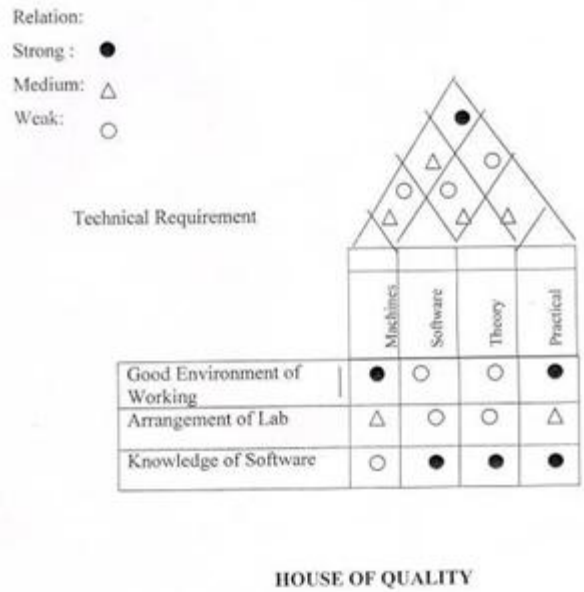 Relation:
Strong :
Medium:
Weak:
Technical Requirement
Machines
Software
Theory
Practical
Good Environment of
Working
Arrangement of Lab
Knowledge of Software
HOUSE OF QUALITY